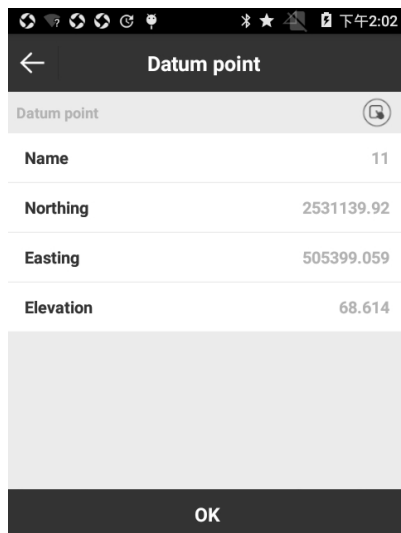 下午2:02
Datum point
Datum point
Name 11
Northing 2531139.92
Easting 505399.059
Elevation 68.614
OK